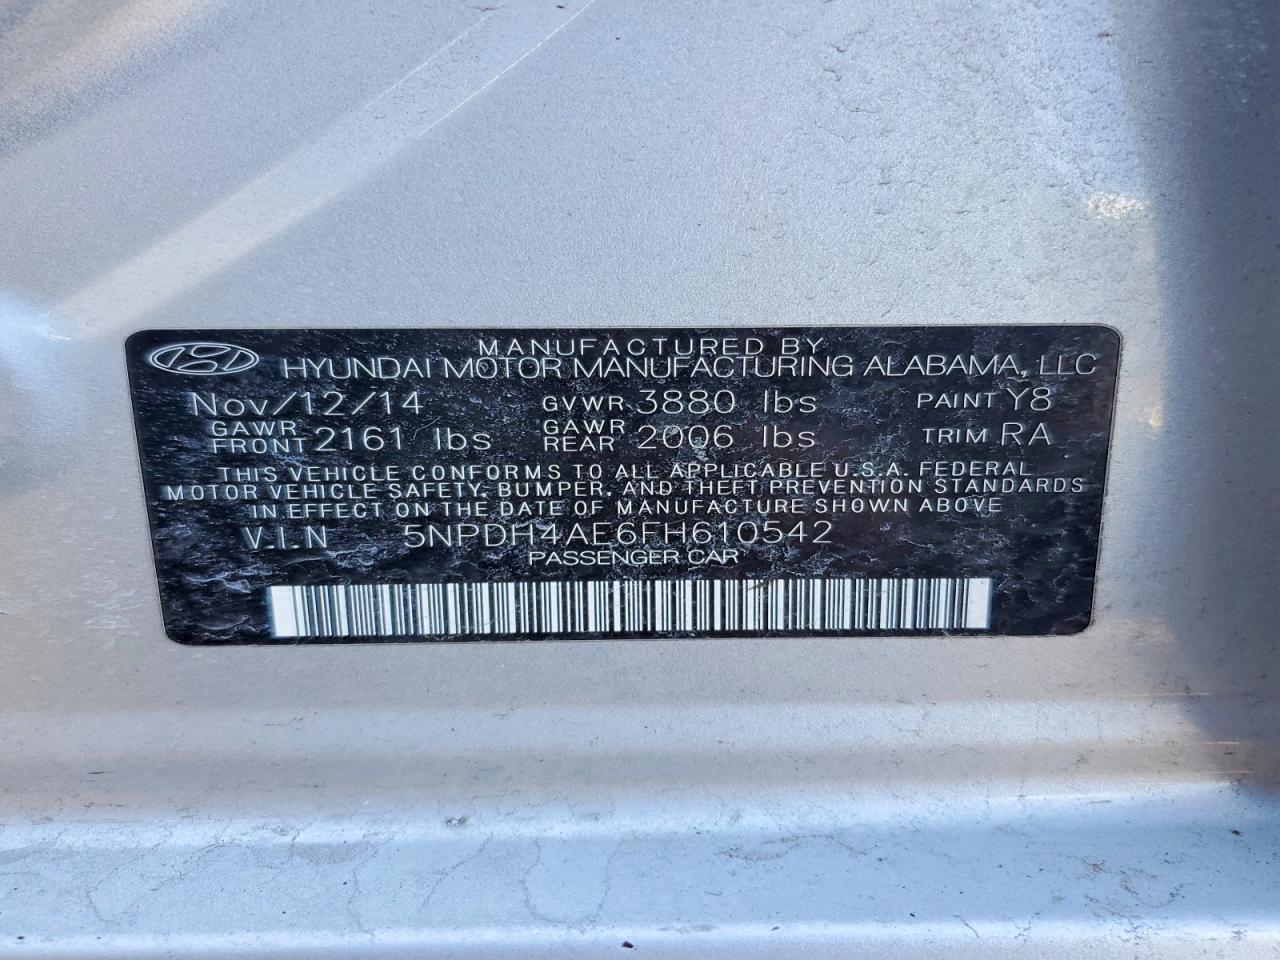 MANUFACTURED BY
HYUNDAI MOTOR MANUFACTURING ALABAMA, LLC
Nov/12/14 GVWR 3880 lbs PAINT Y8
GAWR FRONT 2161 lbs GAWR REAR 2006 lbs TRIM RA
THIS VEHICLE CONFORMS TO ALL APPLICABLE U.S.A. FEDERAL
MOTOR VEHICLE SAFETY, BUMPER, AND THEFT PREVENTION STANDARDS
IN EFFECT ON THE DATE OF MANUFACTURE SHOWN ABOVE
V.I.N 5NPDH4AE6FH610542
PASSENGER CAR